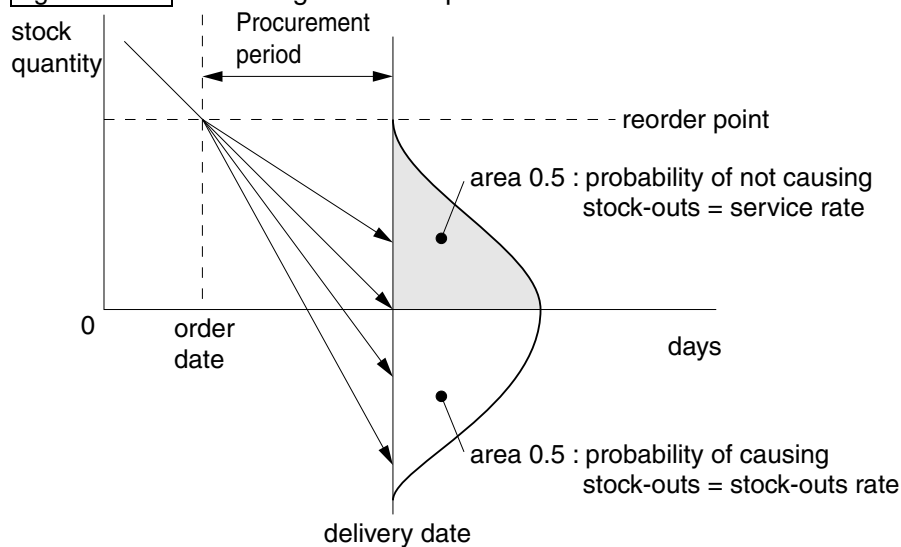 stock
quantity
Procurement
period
reorder point
area 0.5 : probability of not causing
stock-outs = service rate
0
order
date
days
area 0.5 : probability of causing
stock-outs = stock-outs rate
delivery date